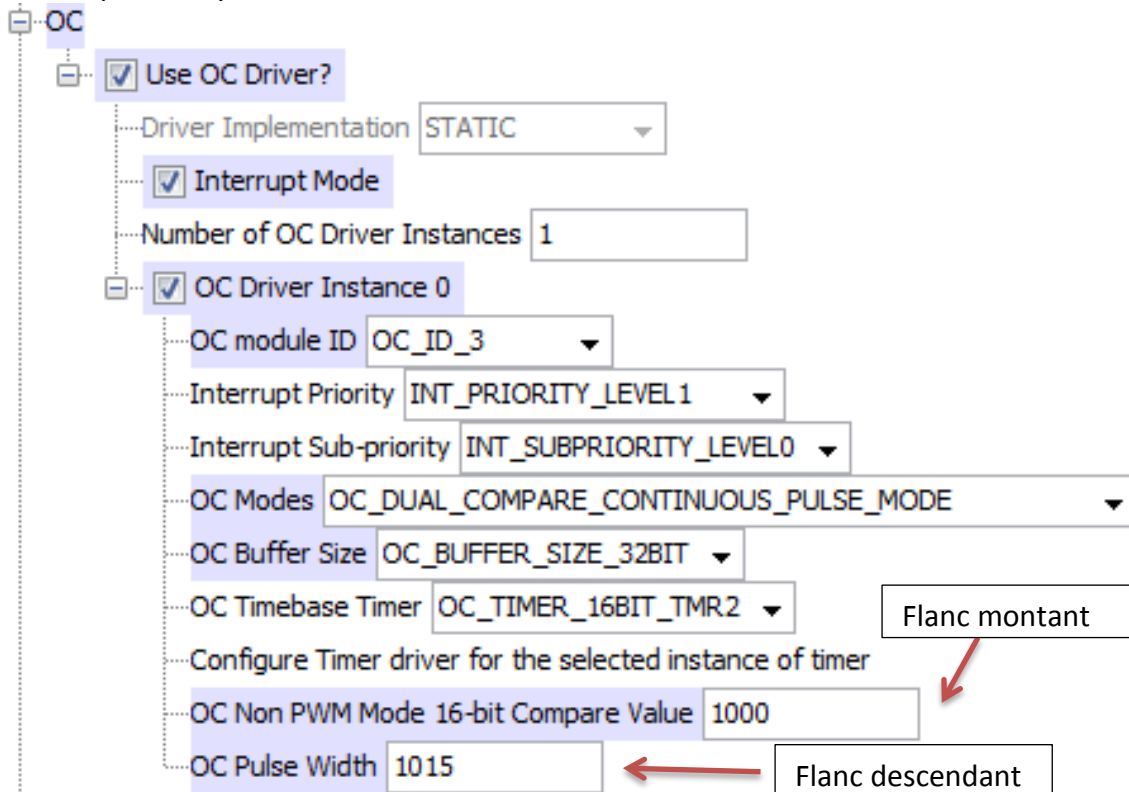 OC
Use OC Driver?
Driver Implementation STATIC
Interrupt Mode
Number of OC Driver Instances 1
OC Driver Instance 0
OC module ID OC_ID_3
Interrupt Priority INT_PRIORITY_LEVEL1
Interrupt Sub-priority INT_SUBPRIORITY_LEVEL0
OC Modes OC_DUAL_COMPARE_CONTINUOUS_PULSE_MODE
OC Buffer Size OC_BUFFER_SIZE_32BIT
OC Timebase Timer OC_TIMER_16BIT_TMR2
Flanc montant
Configure Timer driver for the selected instance of timer
OC Non PWM Mode 16-bit Compare Value 1000
OC Pulse Width 1015
Flanc descendant